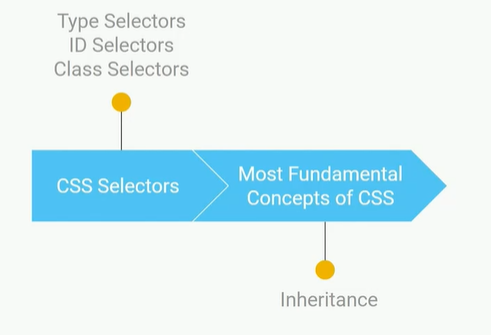 Type Selectors
ID Selectors
Class Selectors
CSS Selectors
Most Fundamental
Concepts of CSS
Inheritance